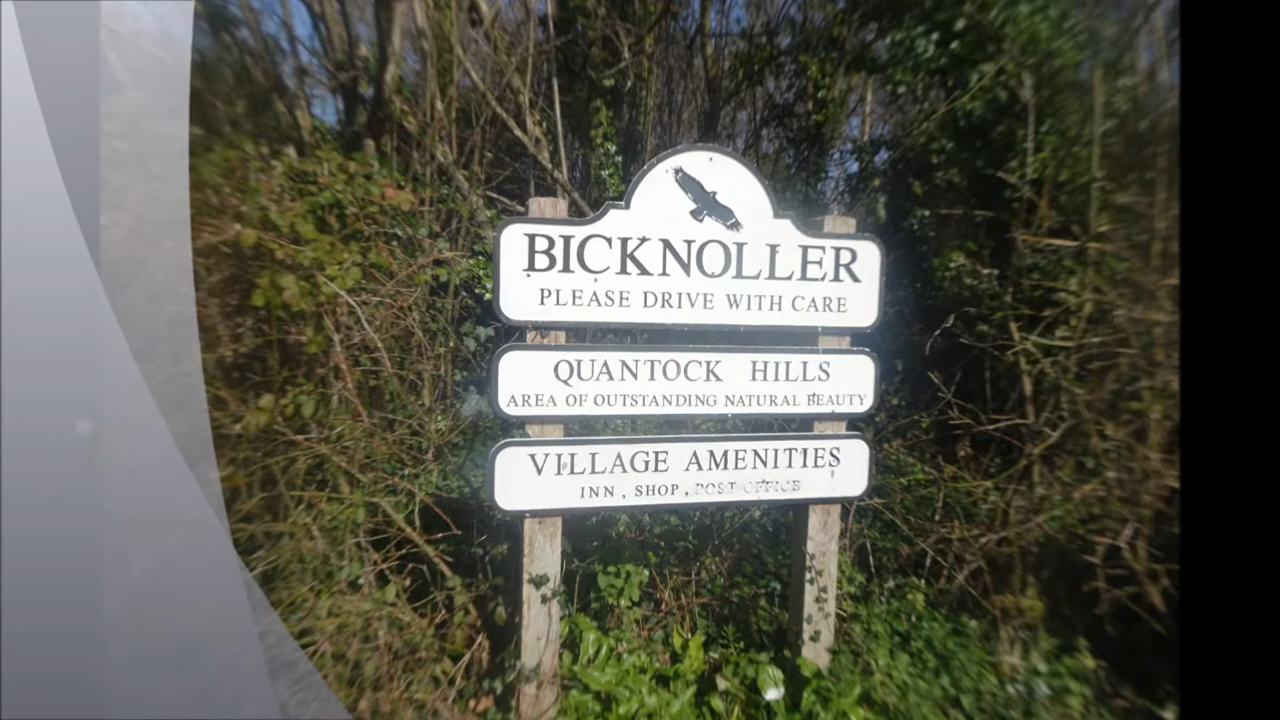 BICKNOLLER
PLEASE DRIVE WITH CARE
QUANTOCK HILLS
AREA OF OUTSTANDING NATURAL BEAUTY
VILLAGE AMENITIES
INN, SHOP, POST OFFICE